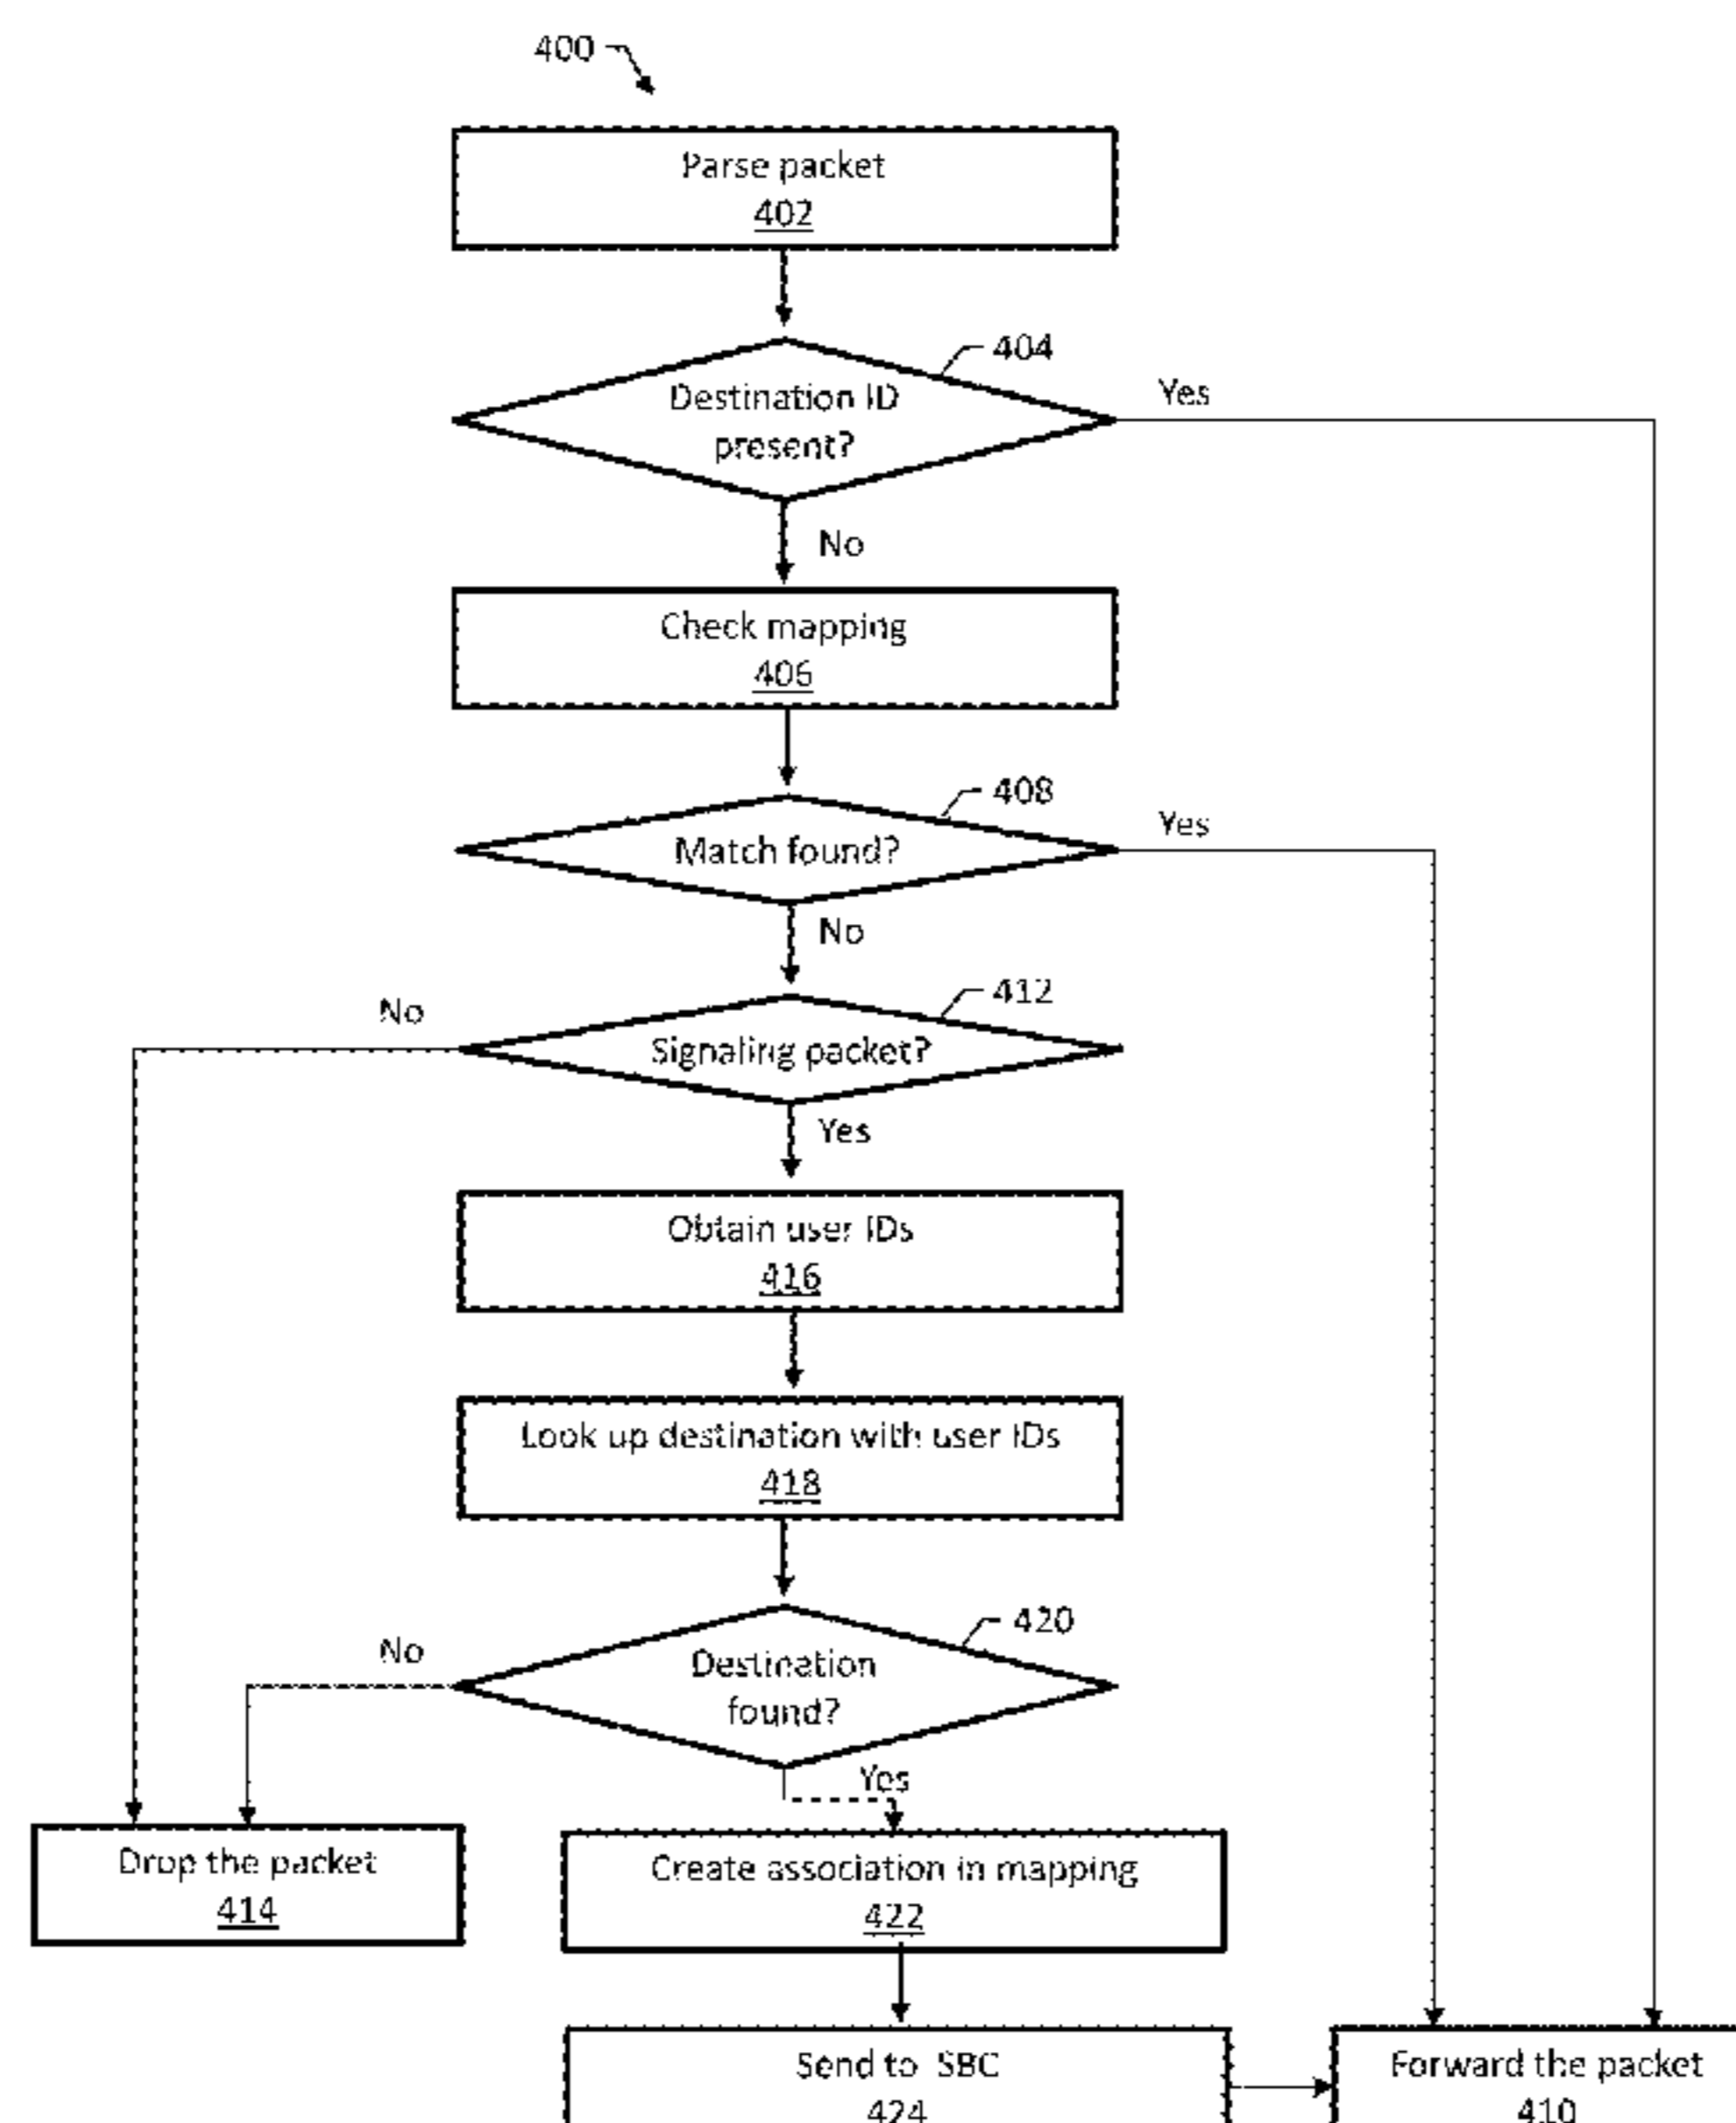 400
Parse packet
402
404
Destination ID
present?
Yes
No
Check mapping
406
408
Match found?
Yes
No
412
Signaling packet?
No
Yes
Obtain user IDs
416
Look up destination with user IDs
418
420
Destination
found?
No
Yes
Drop the packet
414
Create association in mapping
422
Send to SBC
424
Forward the packet
410